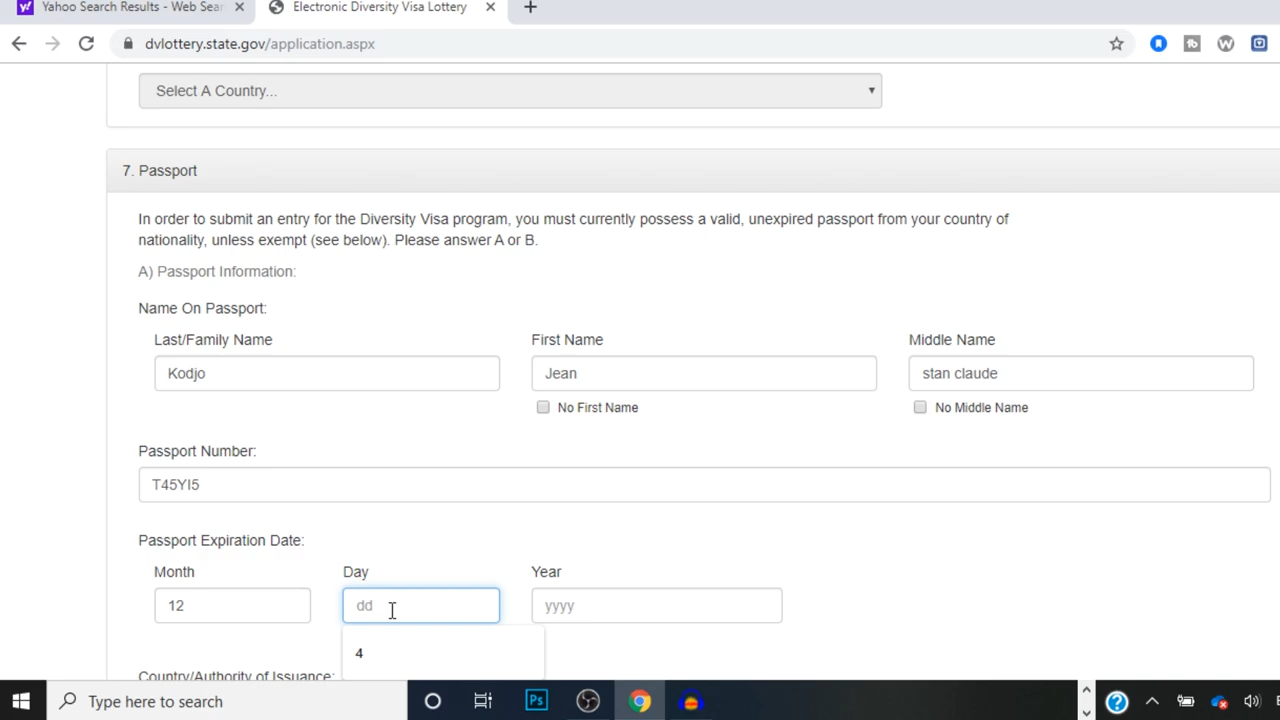 Yahoo Search Results - Web Sear
Electronic Diversity Visa Lottery
dvlottery.state.gov/application.aspx
Select A Country...
7. Passport
In order to submit an entry for the Diversity Visa program, you must currently possess a valid, unexpired passport from your country of
nationality, unless exempt (see below). Please answer A or B.
A) Passport Information:
Name On Passport:
Last/Family Name First Name Middle Name
Kodjo Jean stan claude
No First Name No Middle Name
Passport Number:
T45YI5
Passport Expiration Date:
Month Day Year
12 dd yyyy
4
Country/Authority of Issuance:
Type here to search